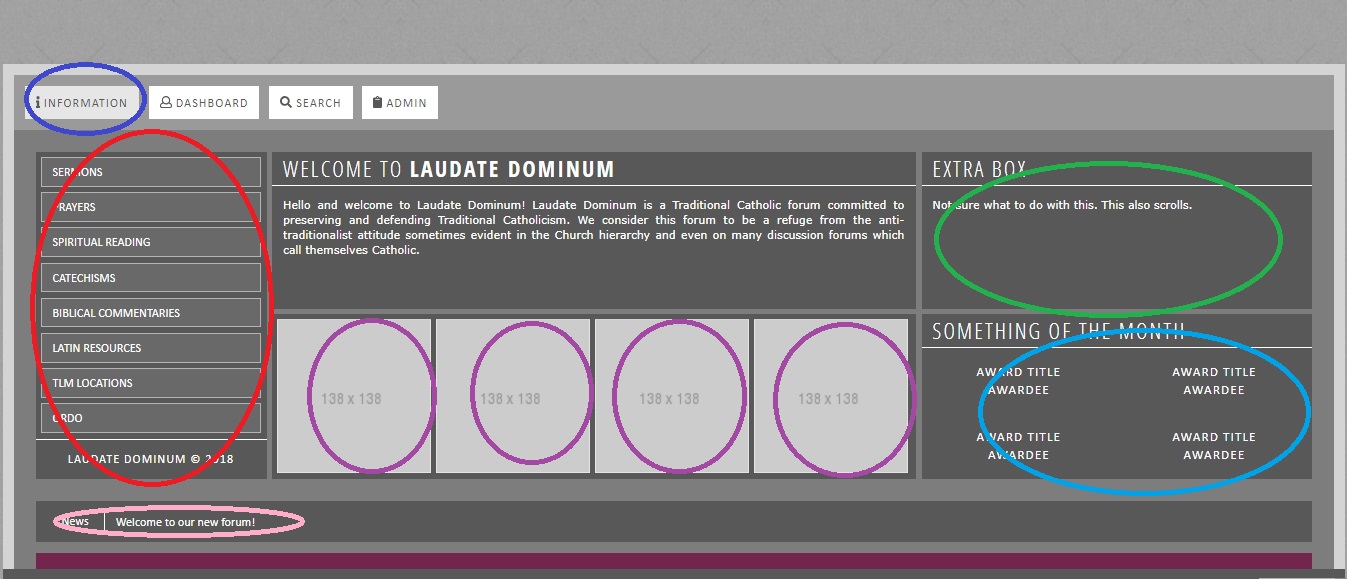 INFORMATION
DASHBOARD
SEARCH
ADMIN
SERMONS
PRAYERS
SPIRITUAL READING
CATECHISMS
BIBLICAL COMMENTARIES
LATIN RESOURCES
TLM LOCATIONS
ORDO
LAUDATE DOMINUM © 2018
WELCOME TO LAUDATE DOMINUM
Hello and welcome to Laudate Dominum! Laudate Dominum is a Traditional Catholic forum committed to
preserving and defending Traditional Catholicism. We consider this forum to be a refuge from the anti-
traditionalist attitude sometimes evident in the Church hierarchy and even on many discussion forums which
call themselves Catholic.
138 x 138
138 x 138
138 x 138
138 x 138
EXTRA BOX
Not sure what to do with this. This also scrolls.
SOMETHING OF THE MONTH
AWARD TITLE
AWARDEE
AWARD TITLE
AWARDEE
AWARD TITLE
AWARDEE
AWARD TITLE
AWARDEE
News
Welcome to our new forum!